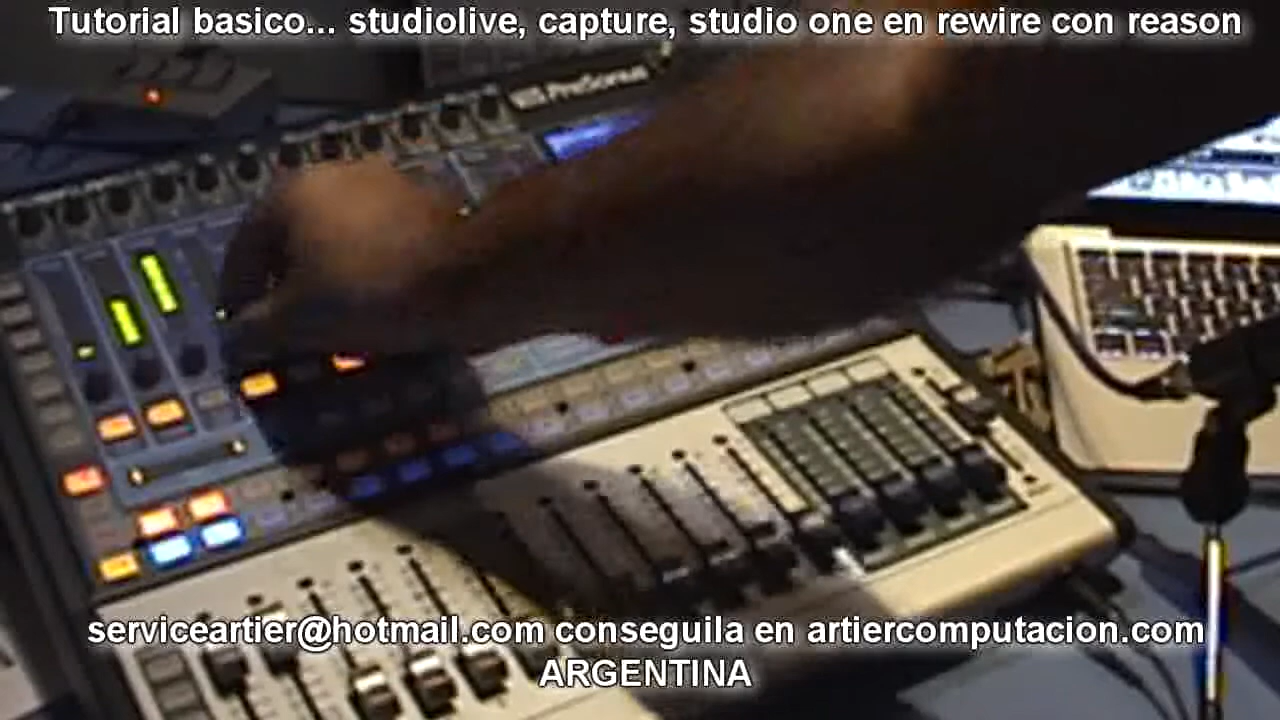 Tutorial basico... studiolive, capture, studio one en rewire con reason
PreSonus
serviceartier@hotmail.com conseguila en artiercomputacion.com
ARGENTINA